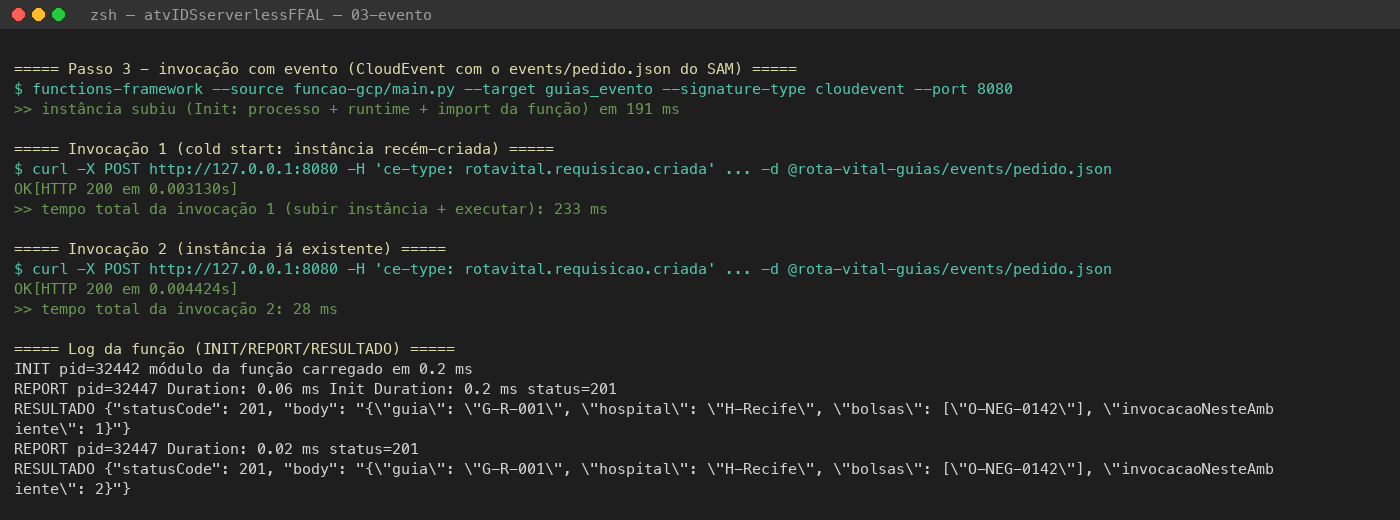 zsh — atvIDSserverlessFFAL — 03-evento
===== Passo 3 — invocação com evento (CloudEvent com o events/pedido.json do SAM) =====
$ functions-framework --source funcao-gcp/main.py --target guias_evento --signature-type cloudevent --port 8080
>> instância subiu (Init: processo + runtime + import da função) em 191 ms
===== Invocação 1 (cold start: instância recém-criada) =====
$ curl -X POST http://127.0.0.1:8080 -H 'ce-type: rotavital.requisicao.criada' ... -d @rota-vital-guias/events/pedido.json
OK[HTTP 200 em 0.003130s]
>> tempo total da invocação 1 (subir instância + executar): 233 ms
===== Invocação 2 (instância já existente) =====
$ curl -X POST http://127.0.0.1:8080 -H 'ce-type: rotavital.requisicao.criada' ... -d @rota-vital-guias/events/pedido.json
OK[HTTP 200 em 0.004424s]
>> tempo total da invocação 2: 28 ms
===== Log da função (INIT/REPORT/RESULTADO) =====
INIT pid=32442 módulo da função carregado em 0.2 ms
REPORT pid=32447 Duration: 0.06 ms Init Duration: 0.2 ms status=201
RESULTADO {"statusCode": 201, "body": "{\"guia\": \"G-R-001\", \"hospital\": \"H-Recife\", \"bolsas\": [\"O-NEG-0142\"], \"invocacaoNesteAmb
iente\": 1}"}
REPORT pid=32447 Duration: 0.02 ms status=201
RESULTADO {"statusCode": 201, "body": "{\"guia\": \"G-R-001\", \"hospital\": \"H-Recife\", \"bolsas\": [\"O-NEG-0142\"], \"invocacaoNesteAmb
iente\": 2}"}